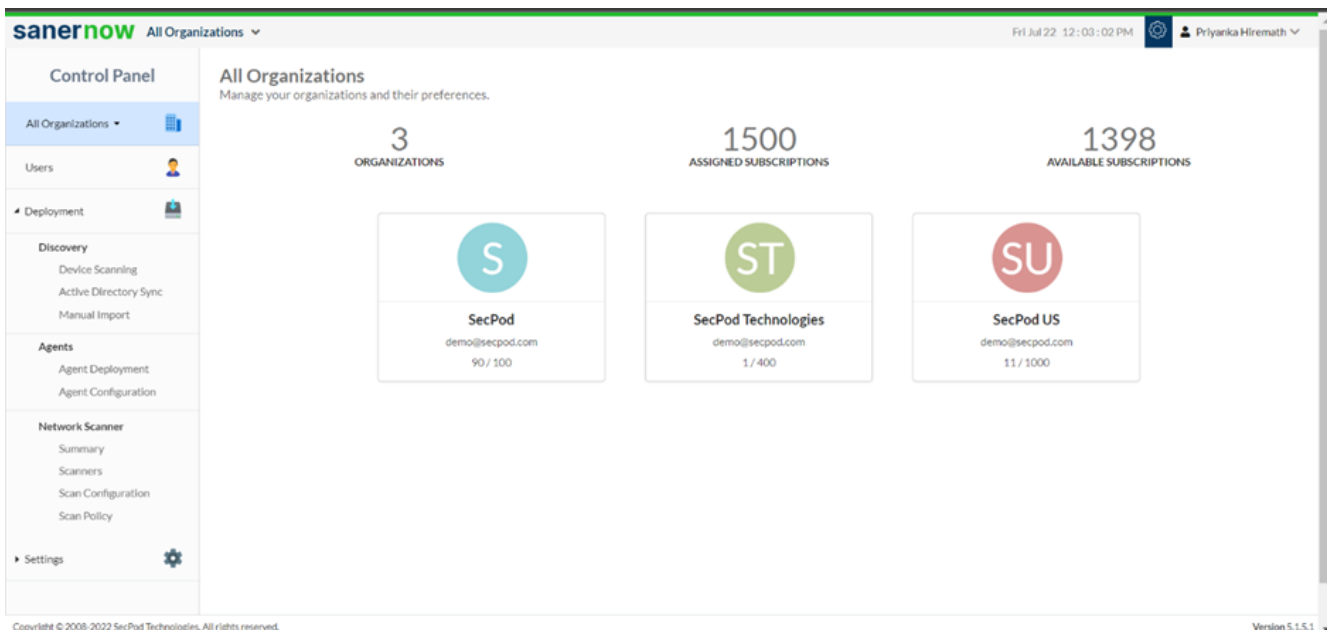 sanernow All Organizations
Fri Jul 22 12:03:02 PM
Priyanka Hiremath
Control Panel
All Organizations
Users
Deployment
Discovery
Device Scanning
Active Directory Sync
Manual Import
Agents
Agent Deployment
Agent Configuration
Network Scanner
Summary
Scanners
Scan Configuration
Scan Policy
Settings
All Organizations
Manage your organizations and their preferences.
3
ORGANIZATIONS
1500
ASSIGNED SUBSCRIPTIONS
1398
AVAILABLE SUBSCRIPTIONS
S
SecPod
demo@secpod.com
90 / 100
ST
SecPod Technologies
demo@secpod.com
1 / 400
SU
SecPod US
demo@secpod.com
11 / 1000
Copyright © 2008-2022 SecPod Technologies. All rights reserved.
Version 5.1.5.1